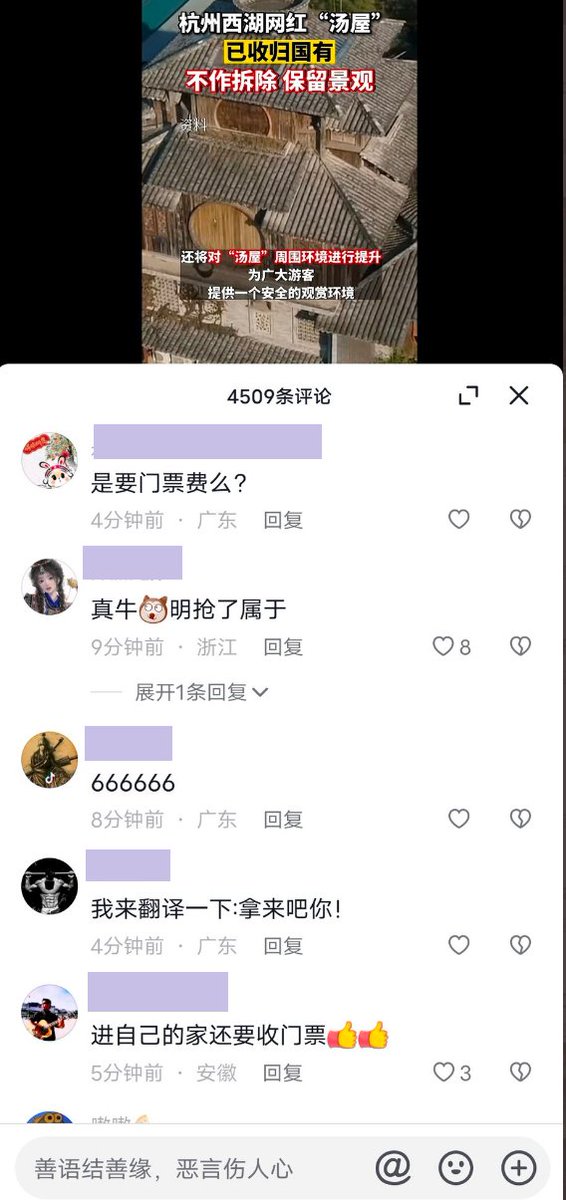 杭州西湖网红“汤屋”
已收归国有
不作拆除 保留景观
资料
还将对“汤屋”周围环境进行提升
为广大游客
提供一个安全的观赏环境
4509条评论
是要门票费么?
4分钟前 · 广东 回复
真牛明抢了属于
9分钟前 · 浙江 回复 8
展开1条回复
666666
8分钟前 · 广东 回复
我来翻译一下:拿来吧你!
4分钟前 · 广东 回复
进自己的家还要收门票👍👍
5分钟前 · 安徽 回复 3
善语结善缘，恶言伤人心